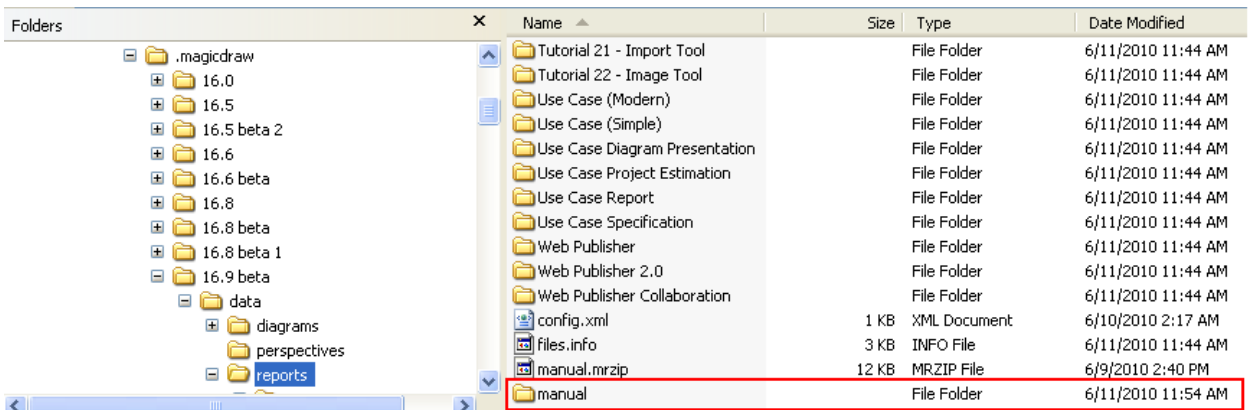 Folders
.magicdraw
16.0
16.5
16.5 beta 2
16.6
16.6 beta
16.8
16.8 beta
16.8 beta 1
16.9 beta
data
diagrams
perspectives
reports
Name Size Type Date Modified
Tutorial 21 - Import Tool File Folder 6/11/2010 11:44 AM
Tutorial 22 - Image Tool File Folder 6/11/2010 11:44 AM
Use Case (Modern) File Folder 6/11/2010 11:44 AM
Use Case (Simple) File Folder 6/11/2010 11:44 AM
Use Case Diagram Presentation File Folder 6/11/2010 11:44 AM
Use Case Project Estimation File Folder 6/11/2010 11:44 AM
Use Case Report File Folder 6/11/2010 11:44 AM
Use Case Specification File Folder 6/11/2010 11:44 AM
Web Publisher File Folder 6/11/2010 11:44 AM
Web Publisher 2.0 File Folder 6/11/2010 11:44 AM
Web Publisher Collaboration File Folder 6/11/2010 11:44 AM
config.xml 1 KB XML Document 6/10/2010 2:17 AM
files.info 3 KB INFO File 6/11/2010 11:44 AM
manual.mrzip 12 KB MRZIP File 6/9/2010 2:40 PM
manual File Folder 6/11/2010 11:54 AM